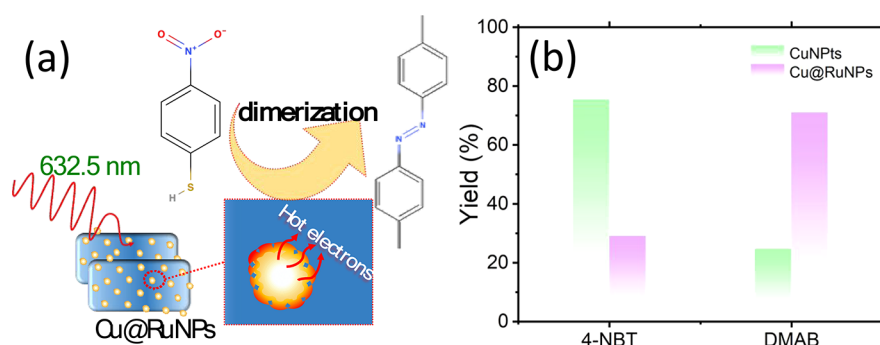 (a)
O
O⁻
N⁺
dimerization
N
N
632.5 nm
S
H
Hot electrons
Cu@RuNPs
(b)
100
80
60
40
20
0
Yield (%)
CuNPts
Cu@RuNPs
4-NBT
DMAB